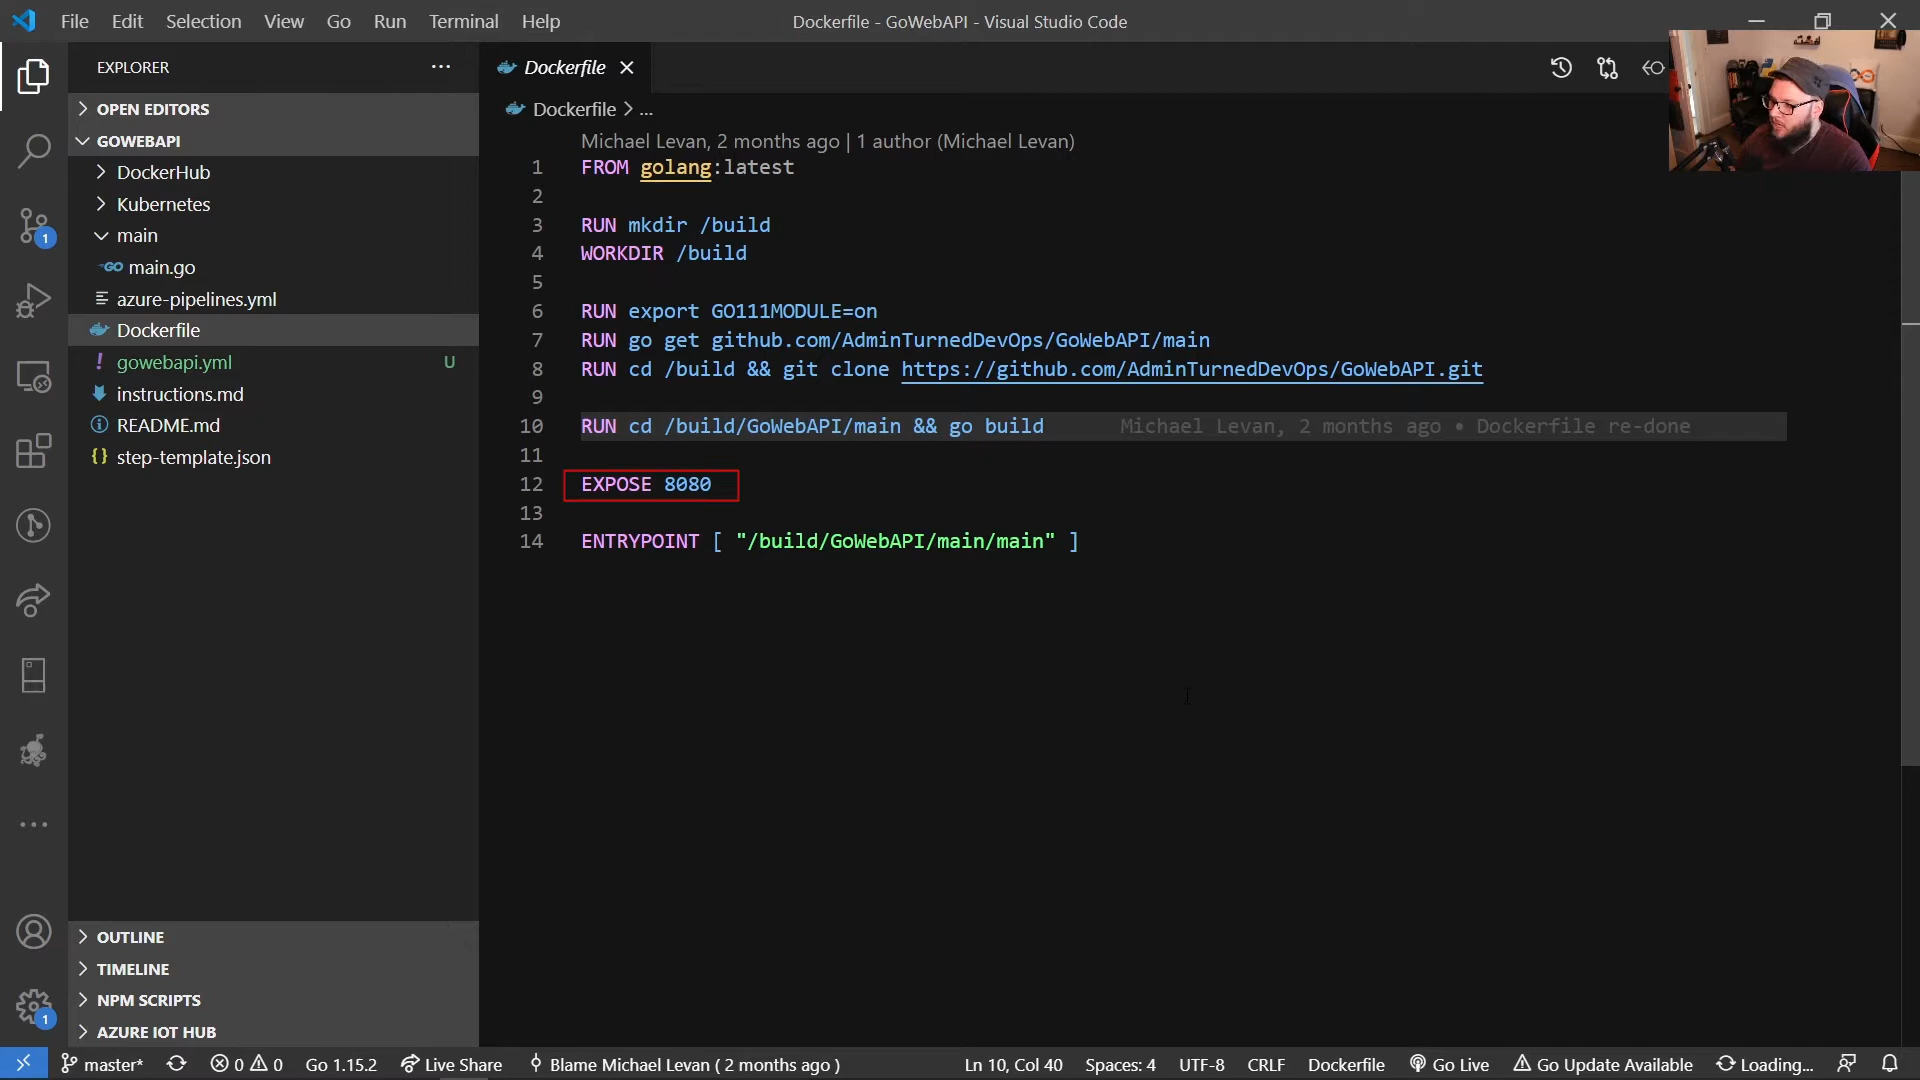 File Edit Selection View Go Run Terminal Help Dockerfile - GoWebAPI - Visual Studio Code
EXPLORER
OPEN EDITORS
GOWEBAPI
DockerHub
Kubernetes
main
main.go
azure-pipelines.yml
Dockerfile
gowebapi.yml U
instructions.md
README.md
step-template.json
OUTLINE
TIMELINE
NPM SCRIPTS
AZURE IOT HUB
Dockerfile
Dockerfile > ...
Michael Levan, 2 months ago | 1 author (Michael Levan)
1 FROM golang:latest
2
3 RUN mkdir /build
4 WORKDIR /build
5
6 RUN export GO111MODULE=on
7 RUN go get github.com/AdminTurnedDevOps/GoWebAPI/main
8 RUN cd /build && git clone https://github.com/AdminTurnedDevOps/GoWebAPI.git
9
10 RUN cd /build/GoWebAPI/main && go build Michael Levan, 2 months ago • Dockerfile re-done
11
12 EXPOSE 8080
13
14 ENTRYPOINT [ "/build/GoWebAPI/main/main" ]
1
1
master* 0 0 Go 1.15.2 Live Share Blame Michael Levan ( 2 months ago ) Ln 10, Col 40 Spaces: 4 UTF-8 CRLF Dockerfile Go Live Go Update Available Loading...